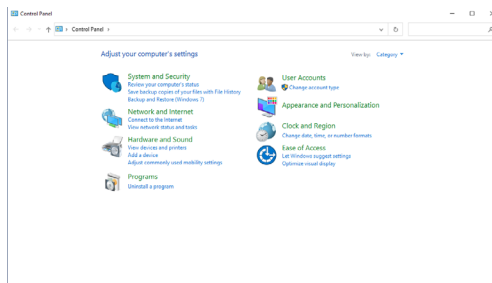 Control Panel
Control Panel
Adjust your computer's settings
View by: Category
System and Security
Review your computer's status
Save backup copies of your files with File History
Backup and Restore (Windows 7)
Network and Internet
Connect to the Internet
View network status and tasks
Hardware and Sound
View devices and printers
Add a device
Adjust commonly used mobility settings
Programs
Uninstall a program
User Accounts
Change account type
Appearance and Personalization
Clock and Region
Change date, time, or number formats
Ease of Access
Let Windows suggest settings
Optimize visual display